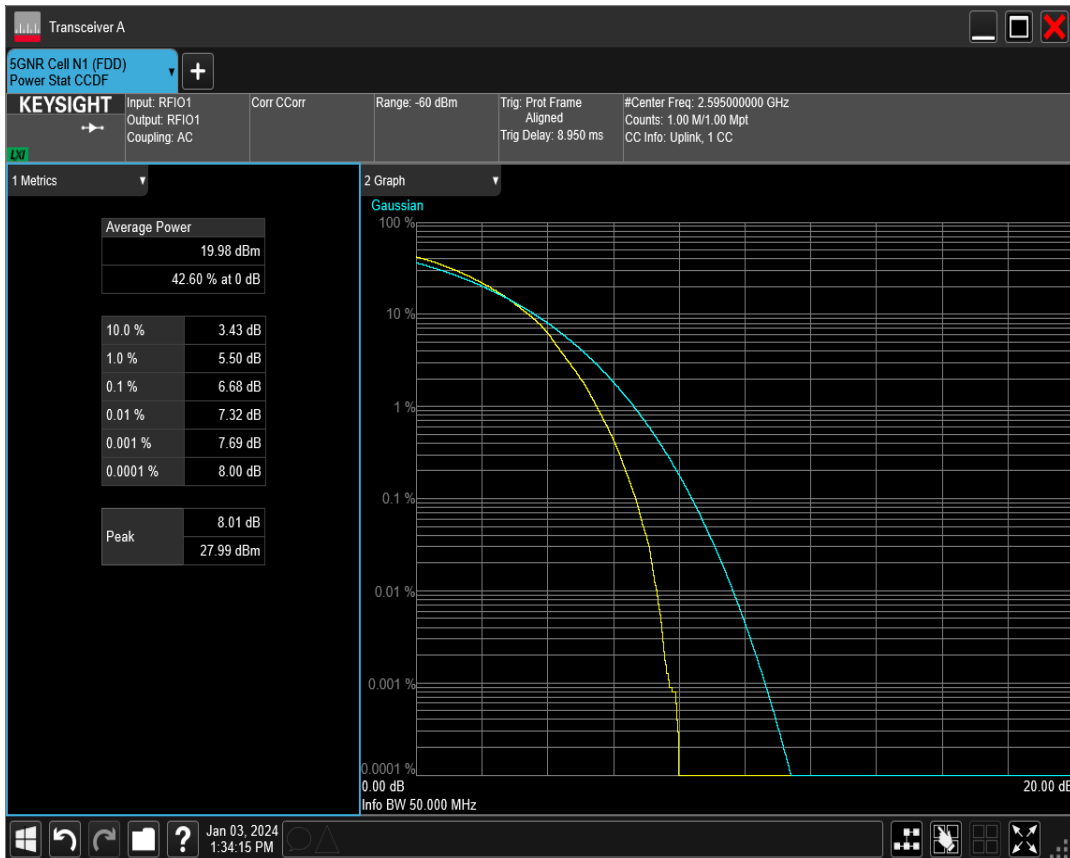 Transceiver A
5GNR Cell N1 (FDD)
Power Stat CCDF
+
KEYSIGHT
LXI
Input: RFIO1
Output: RFIO1
Coupling: AC
Corr CCorr
Range: -60 dBm
Trig: Prot Frame
Aligned
Trig Delay: 8.950 ms
#Center Freq: 2.595000000 GHz
Counts: 1.00 M/1.00 Mpt
CC Info: Uplink, 1 CC
1 Metrics
Average Power
19.98 dBm
42.60 % at 0 dB
10.0 % 3.43 dB
1.0 % 5.50 dB
0.1 % 6.68 dB
0.01 % 7.32 dB
0.001 % 7.69 dB
0.0001 % 8.00 dB
Peak
8.01 dB
27.99 dBm
2 Graph
Gaussian
100 %
10 %
1 %
0.1 %
0.01 %
0.001 %
0.0001 %
0.00 dB
20.00 dB
Info BW 50.000 MHz
?
Jan 03, 2024
1:34:15 PM